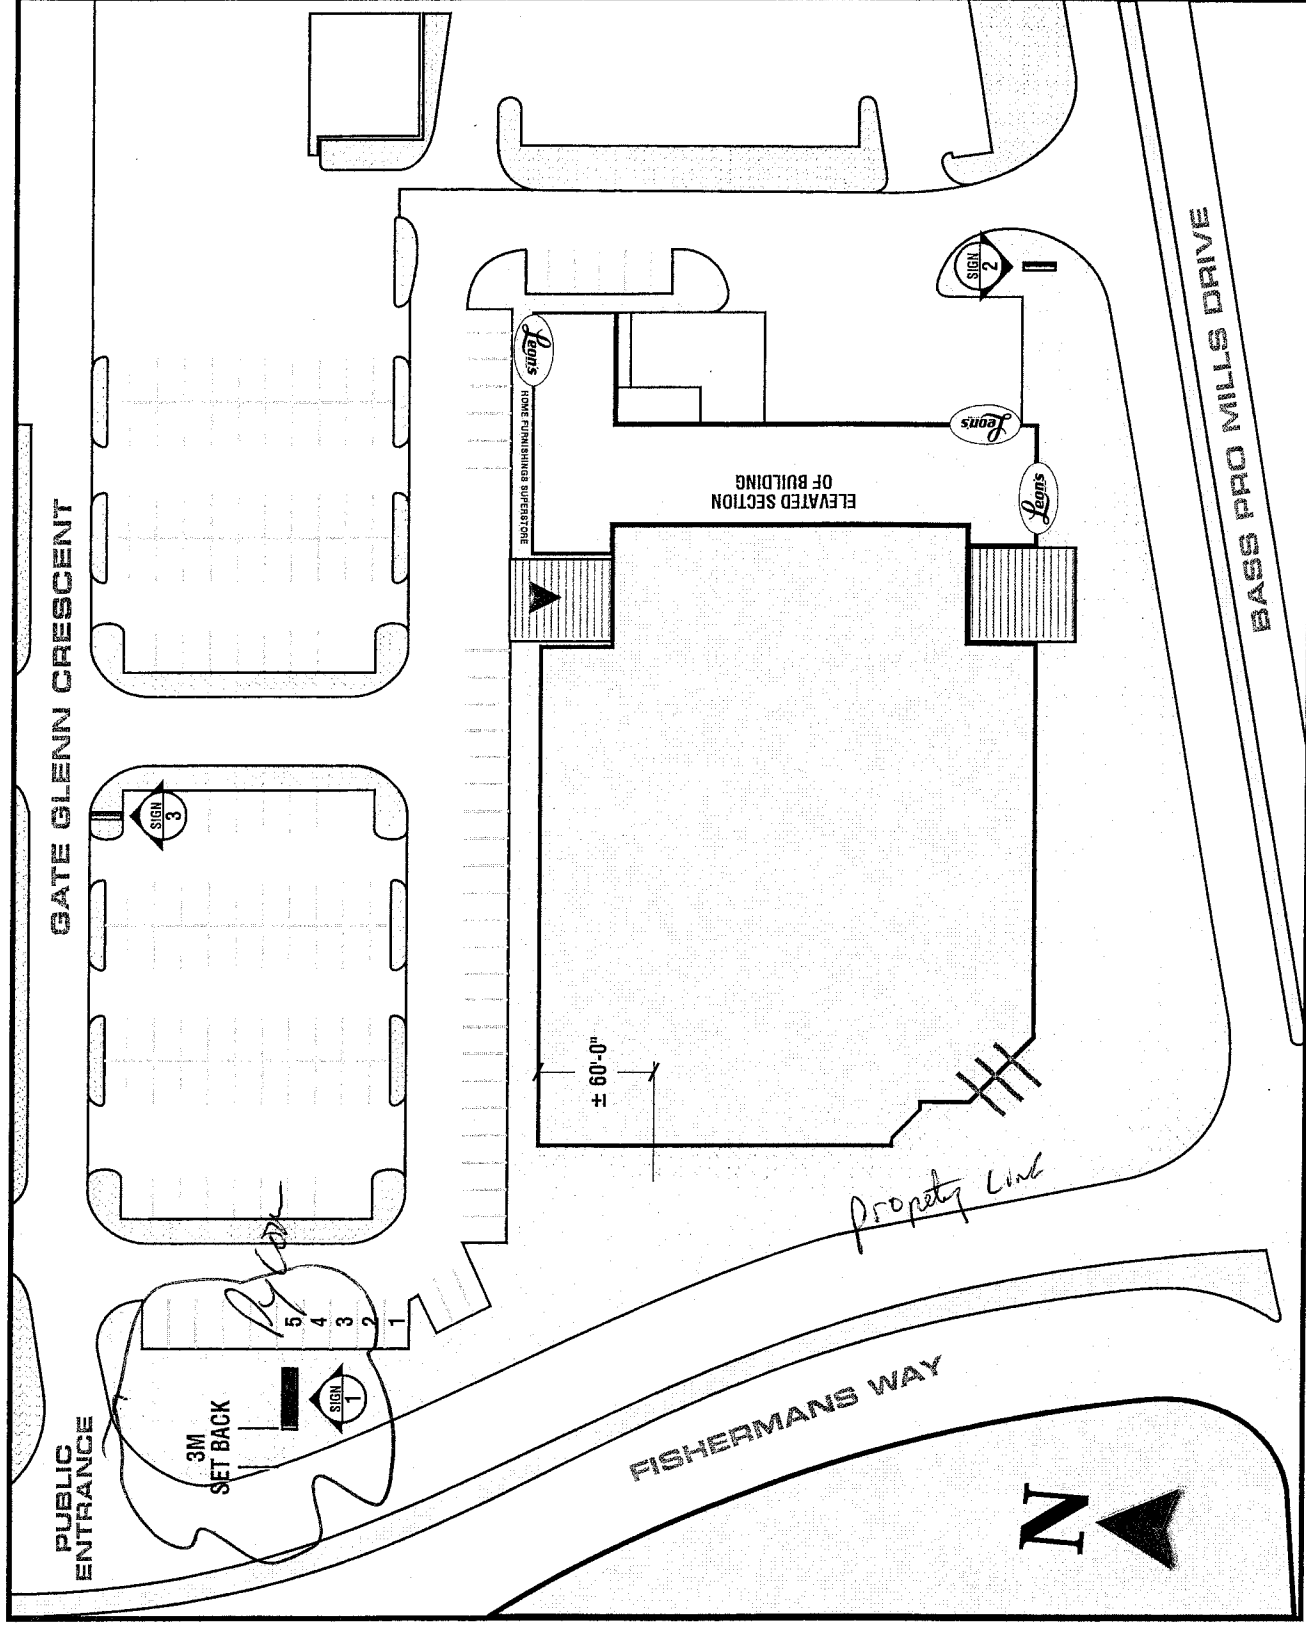 GATE GLENN CRESCENT
PUBLIC
ENTRANCE
SIGN
3
3M
SET BACK
SIGN
1
5
4
3
2
1
± 60'-0"
Leon's
HOME FURNISHINGS SUPERSTORE
ELEVATED SECTION
OF BUILDING
Leon's
Leon's
SIGN
2
BASS PRO MILLS DRIVE
Property Line
FISHERMANS WAY
N